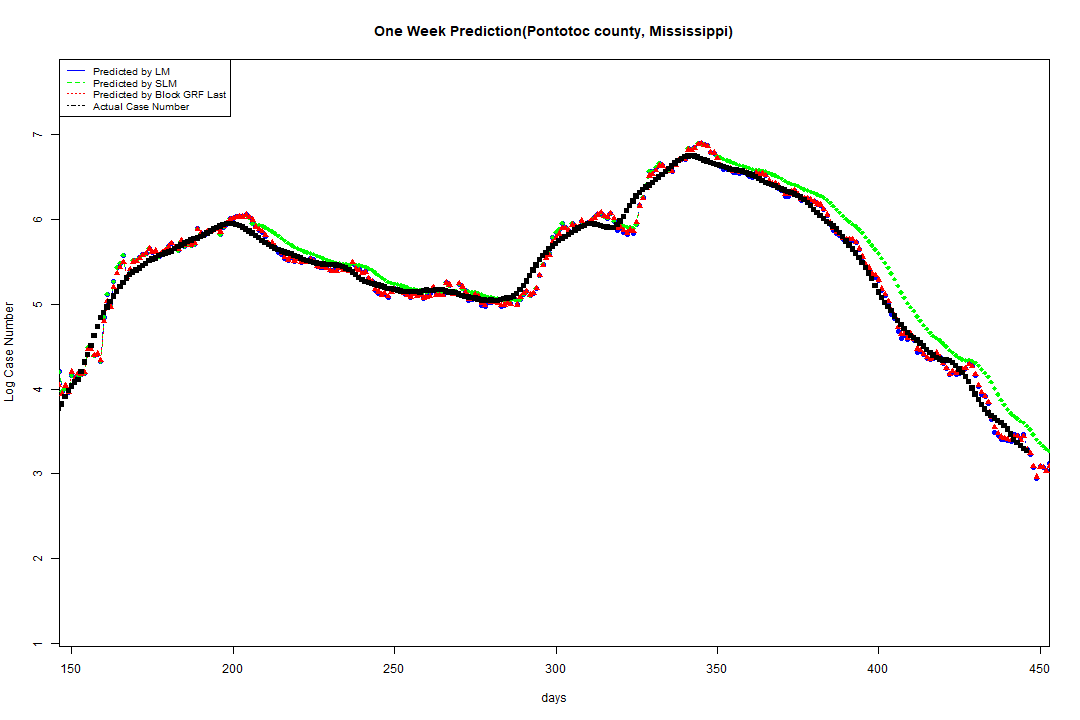 One Week Prediction(Pontotoc county, Mississippi)
Predicted by LM
Predicted by SLM
Predicted by Block GRF Last
Actual Case Number
7
6
5
4
3
2
1
Log Case Number
150 200 250 300 350 400 450
days